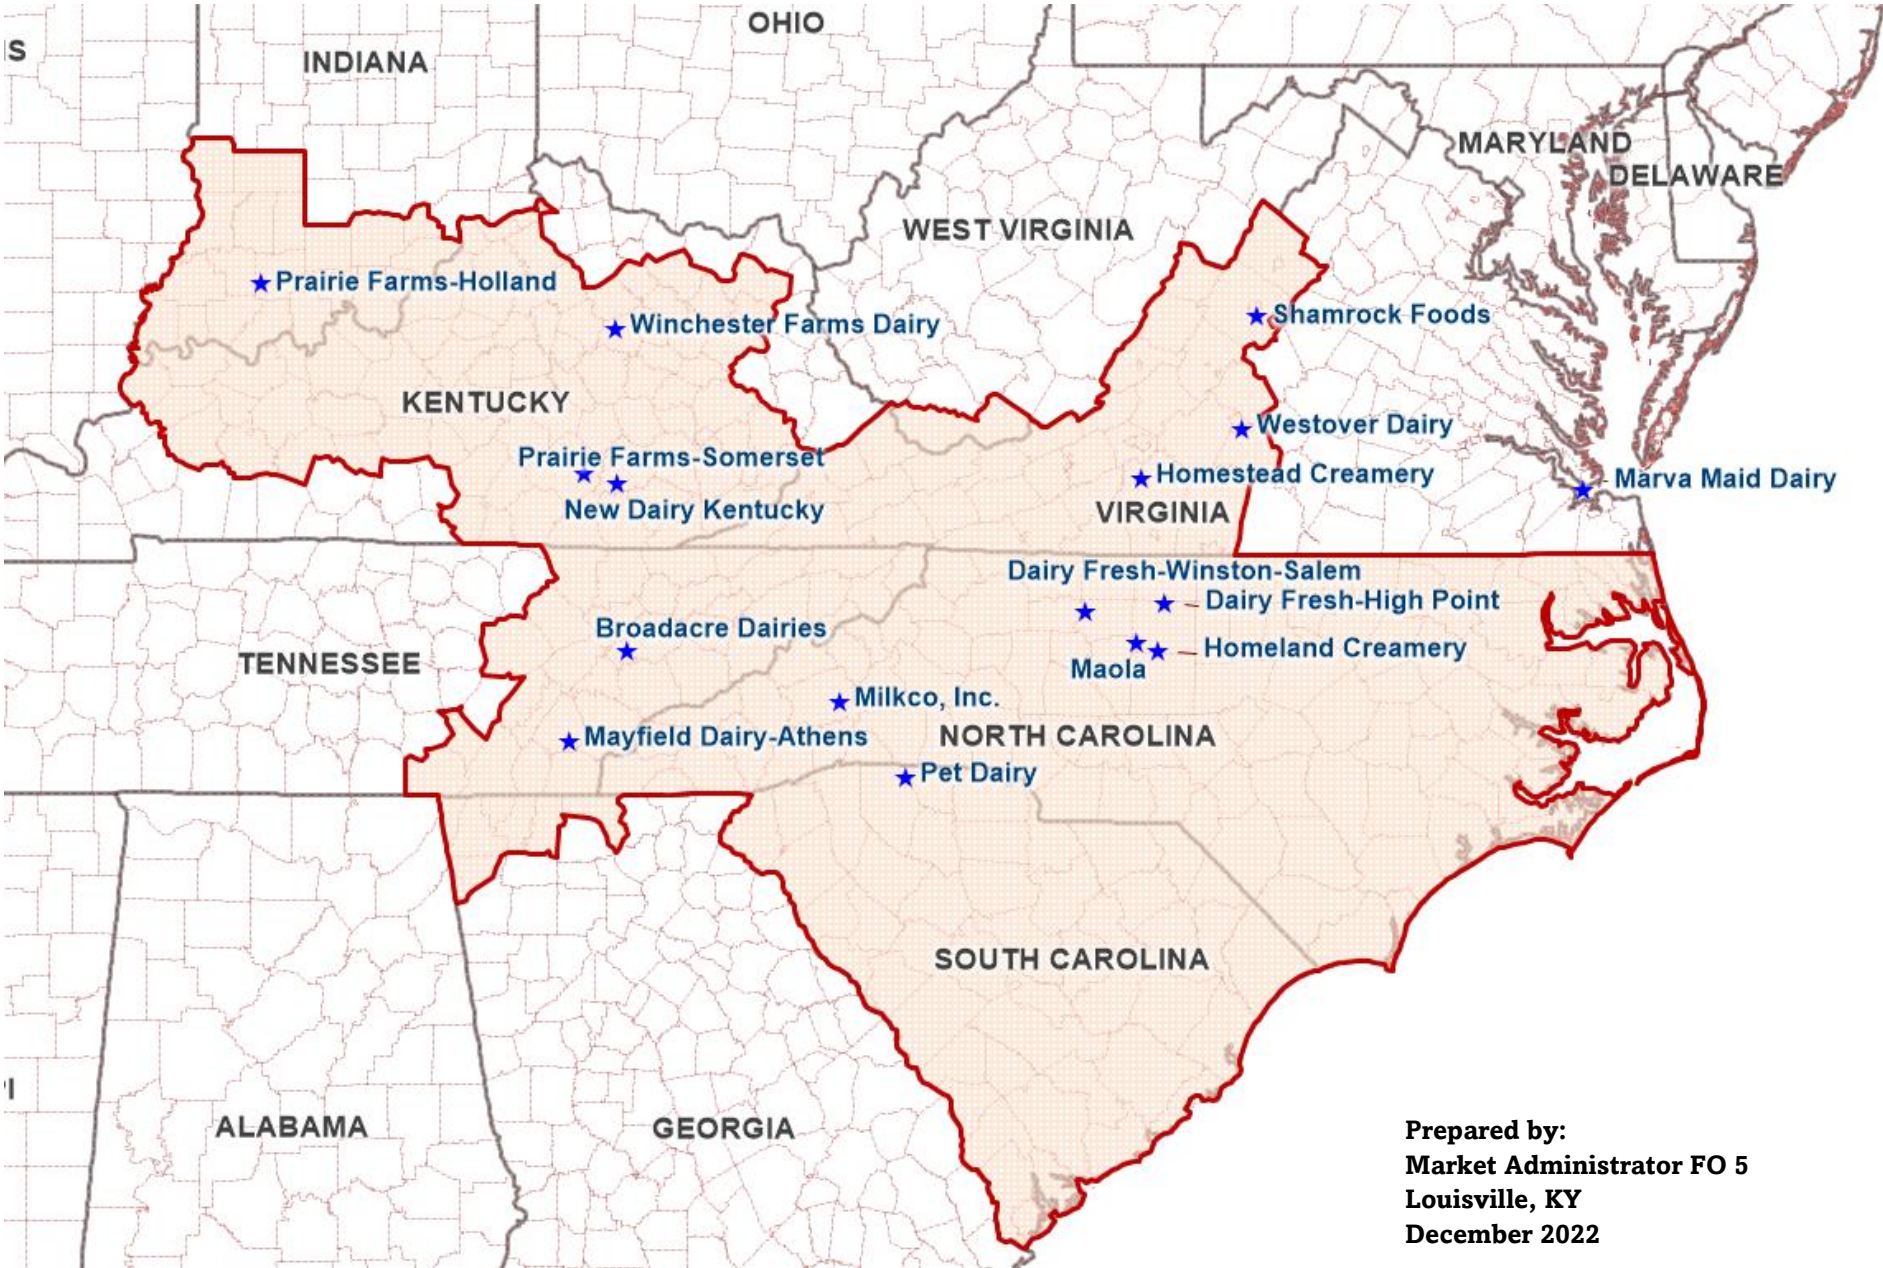 OHIO
IS
INDIANA
MARYLAND
DELAWARE
WEST VIRGINIA
Prairie Farms-Holland
Winchester Farms Dairy
Shamrock Foods
KENTUCKY
Westover Dairy
Prairie Farms-Somerset
Homestead Creamery
Marva Maid Dairy
New Dairy Kentucky
VIRGINIA
Dairy Fresh-Winston-Salem
Dairy Fresh-High Point
Broadacre Dairies
Homeland Creamery
TENNESSEE
Maola
Milkco, Inc.
Mayfield Dairy-Athens
NORTH CAROLINA
Pet Dairy
SOUTH CAROLINA
I
ALABAMA
GEORGIA
Prepared by:
Market Administrator FO 5
Louisville, KY
December 2022